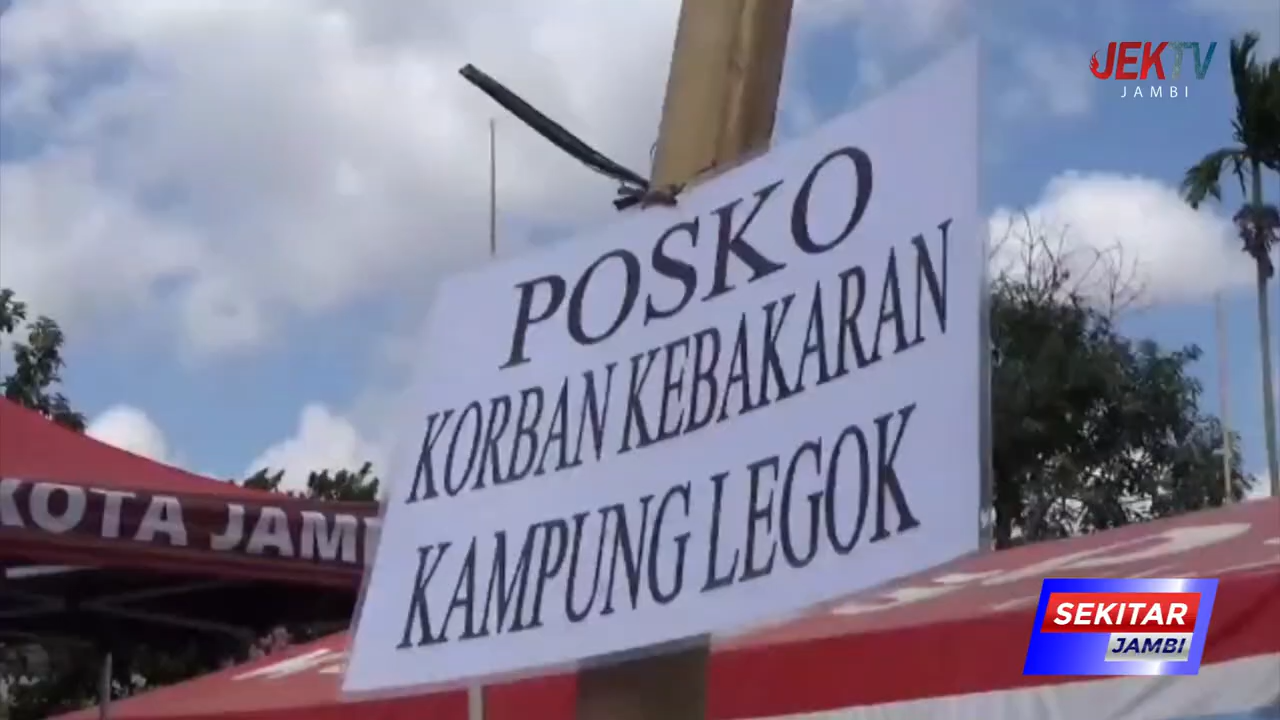 JEKTV
JAMBI
POSKO
KORBAN KEBAKARAN
KAMPUNG LEGOK
KOTA JAMBI
SEKITAR
JAMBI